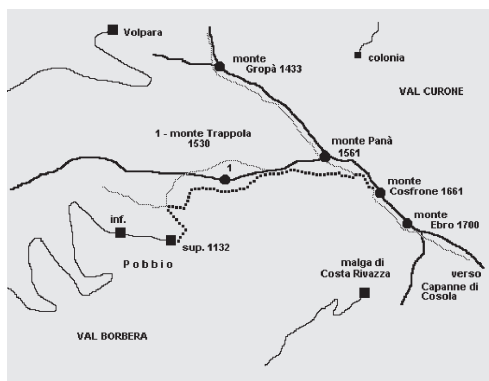 Volpara
monte
Gropà 1433
colonia
VAL CURONE
1 - monte Trappola
1530
monte Panà
1561
1
monte
Cosfrone 1661
monte
Ebro 1700
inf.
sup. 1132
Pobbio
malga di
Costa Rivazza
verso
Capanne di
Cosola
VAL BORBERA